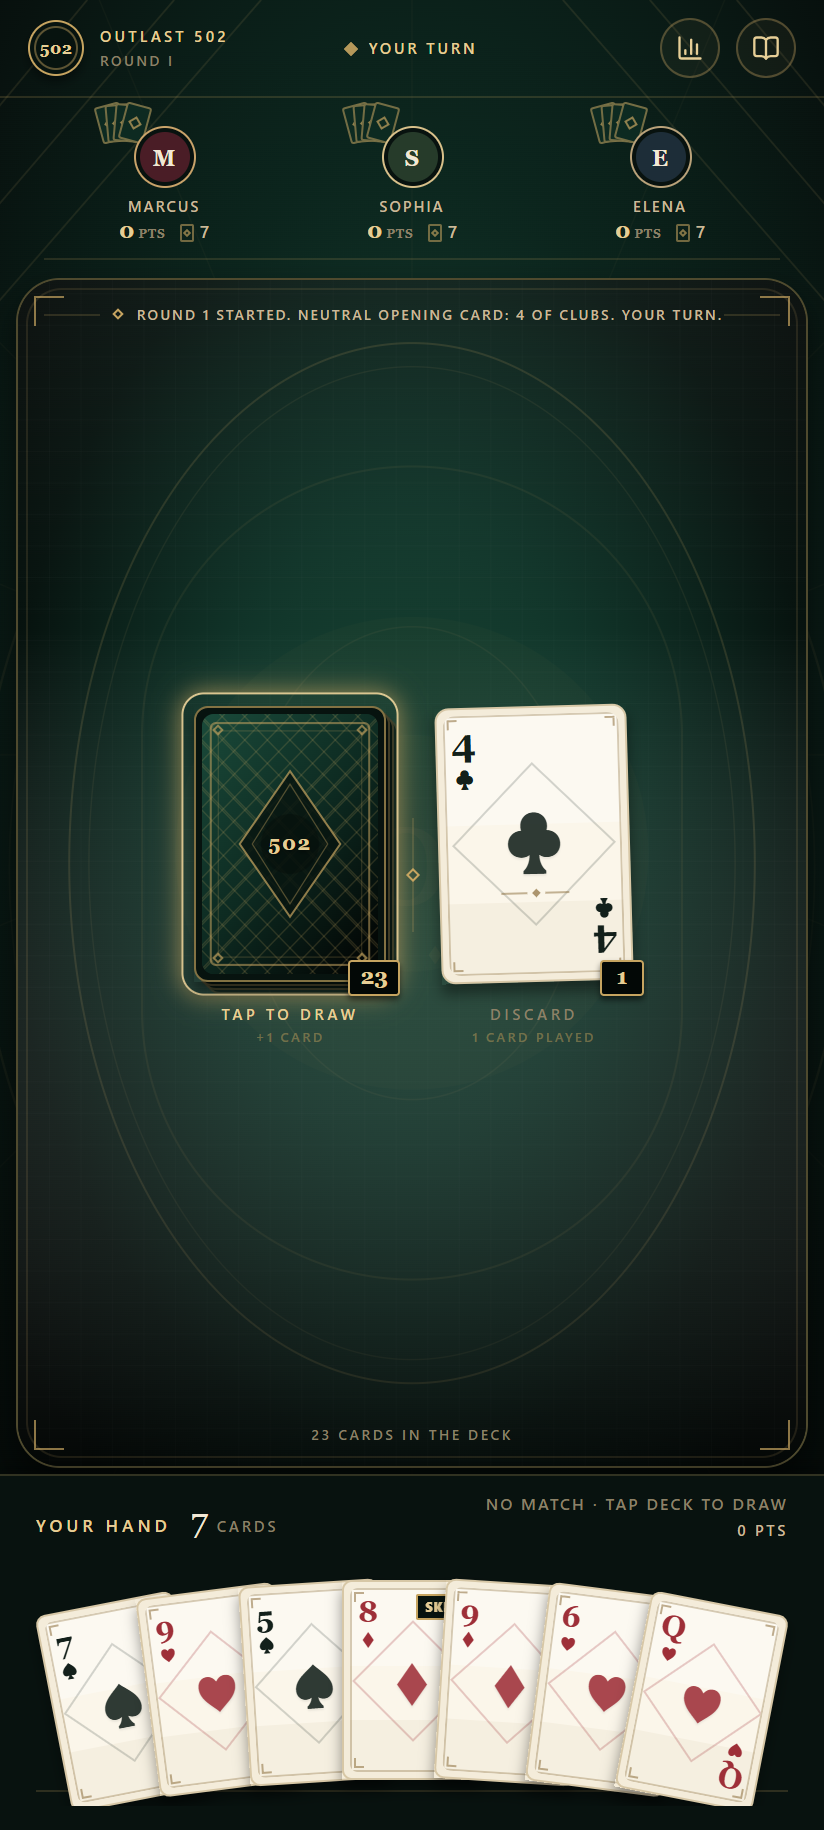 502
OUTLAST 502
ROUND I
YOUR TURN
M
S
E
MARCUS
SOPHIA
ELENA
0 PTS 7
0 PTS 7
0 PTS 7
ROUND 1 STARTED. NEUTRAL OPENING CARD: 4 OF CLUBS. YOUR TURN.
502
23
4
4
1
TAP TO DRAW
+1 CARD
DISCARD
1 CARD PLAYED
23 CARDS IN THE DECK
YOUR HAND 7 CARDS
NO MATCH · TAP DECK TO DRAW
0 PTS
7
9
5
8
9
6
Q
Q